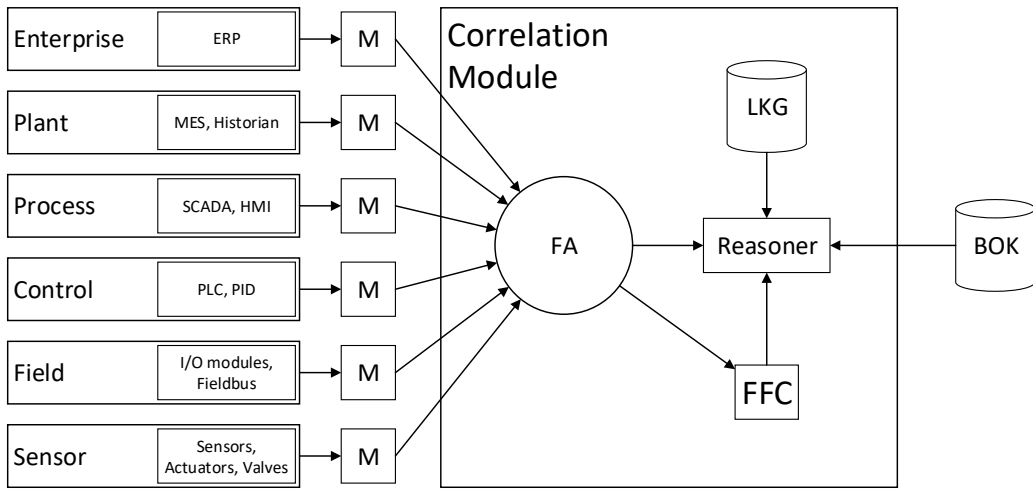 Enterprise
ERP
M
Plant
MES, Historian
M
Process
SCADA, HMI
M
Control
PLC, PID
M
Field
I/O modules,
Fieldbus
M
Sensor
Sensors,
Actuators, Valves
M
Correlation
Module
FA
LKG
Reasoner
FFC
BOK